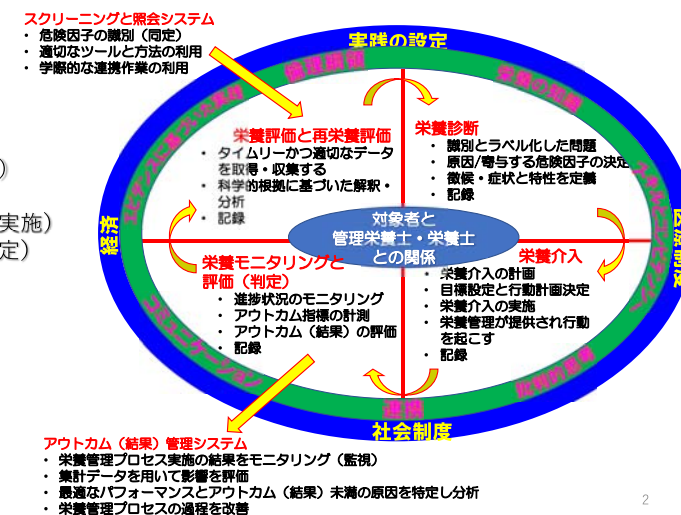 スクリーニングと照会システム
・ 危険因子の識別（同定）
・ 適切なツールと方法の利用
・ 学際的な連携作業の利用
実践の設定
栄養評価と再栄養評価
・ タイムリーかつ適切なデータ
を取得・収集する
・ 科学的根拠に基づいた解釈・
分析
・ 記録
栄養診断
・ 識別とラベル化した問題
・ 原因/寄与する危険因子の決定
・ 徴候・症状と特性を定義
・ 記録
）
実施）
定）
経済
対象者と
管理栄養士・栄養士
との関係
栄養モニタリングと
評価（判定）
・ 進捗状況のモニタリング
・ アウトカム指標の計測
・ アウトカム（結果）の評価
・ 記録
栄養介入
・ 栄養介入の計画
・ 目標設定と行動計画決定
・ 栄養介入の実施
・ 栄養管理が提供され行動
を起こす
・ 記録
コミュニケーション
連携
社会制度
アウトカム（結果）管理システム
・ 栄養管理プロセス実施の結果をモニタリング（監視）
・ 集計データを用いて影響を評価
・ 最適なパフォーマンスとアウトカム（結果）未満の原因を特定し分析
・ 栄養管理プロセスの過程を改善
2